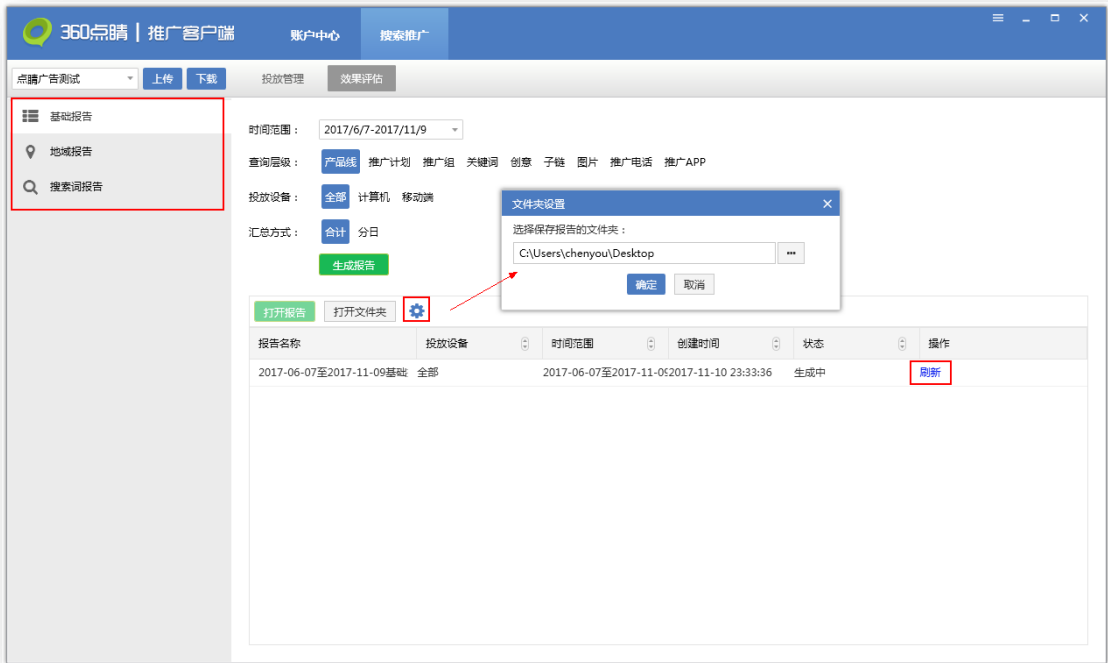 360点睛 | 推广客户端 账户中心 搜索推广
点睛广告测试 上传 下载 投放管理 效果评估
基础报告
地域报告
搜索词报告
时间范围： 2017/6/7-2017/11/9
查询层级： 产品线 推广计划 推广组 关键词 创意 子链 图片 推广电话 推广APP
投放设备： 全部 计算机 移动端
汇总方式： 合计 分日
生成报告
文件夹设置
选择保存报告的文件夹：
C:\Users\chenyou\Desktop ...
确定 取消
打开报告 打开文件夹
报告名称 投放设备 时间范围 创建时间 状态 操作
2017-06-07至2017-11-09基础 全部 2017-06-07至2017-11-09 2017-11-10 23:33:36 生成中 刷新